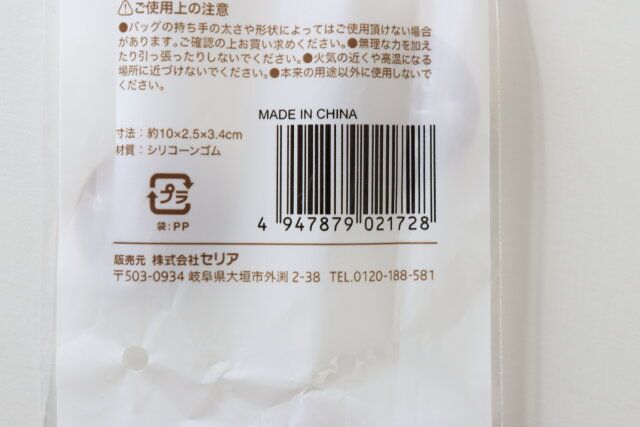 ⚠ご使用上の注意
●バッグの持ち手の太さや形状によってはご使用頂けない場合
があります。ご確認の上お買い求めください。●無理な力を加え
たり引っ張ったりしないでください。●火気の近くや高温になる
場所に近づけないでください。●本来の用途以外に使用しないで
ください。
MADE IN CHINA
寸法：約10×2.5×3.4cm
材質：シリコーンゴム
プラ
袋:PP
4 947879 021728
販売元 株式会社セリア
〒503-0934 岐阜県大垣市外渕 2-38 TEL.0120-188-581